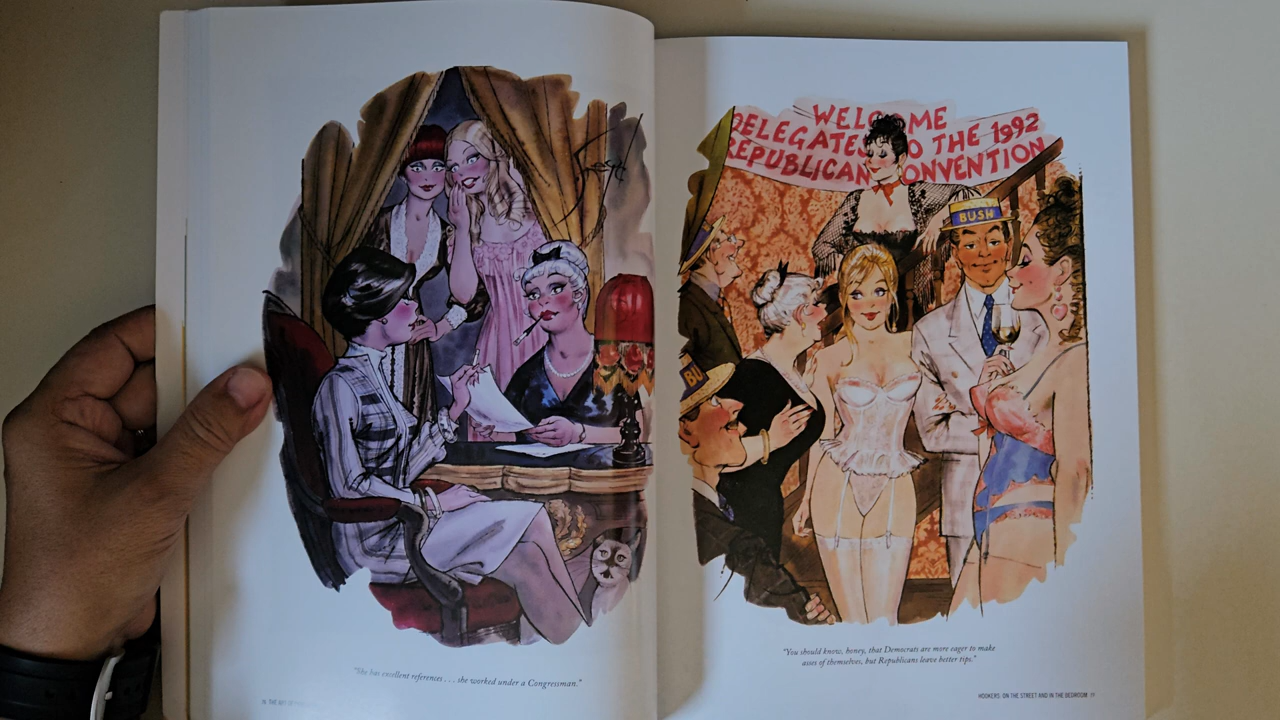 "She has excellent references . . . she worked under a Congressman."
WELCOME
DELEGATES TO THE 1992
REPUBLICAN CONVENTION
BUSH
BU
"You should know, honey, that Democrats are more eager to make
asses of themselves, but Republicans leave better tips."
HOOKERS: ON THE STREET AND IN THE BEDROOM